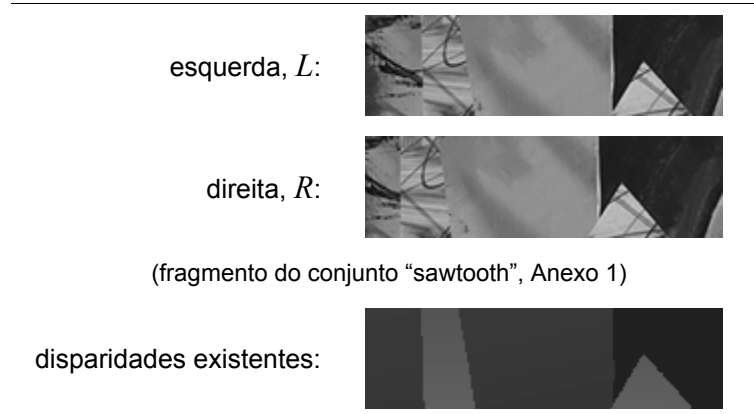 esquerda, L:
direita, R:
(fragmento do conjunto “sawtooth”, Anexo 1)
disparidades existentes: